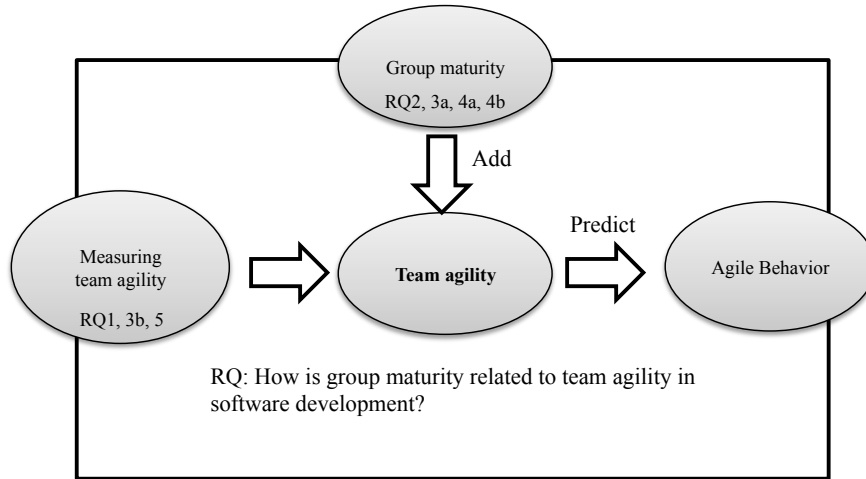 Group maturity
RQ2, 3a, 4a, 4b
Add
Predict
Measuring
team agility
RQ1, 3b, 5
Team agility
Agile Behavior
RQ: How is group maturity related to team agility in
software development?